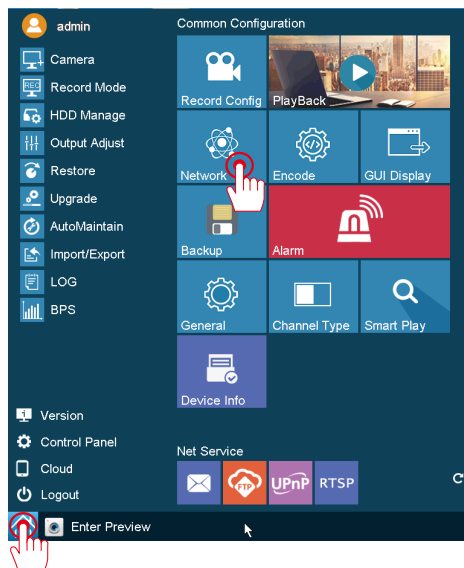 admin
Camera
REC
Record Mode
HDD Manage
Output Adjust
Restore
Upgrade
AutoMaintain
Import/Export
LOG
BPS
Version
Control Panel
Cloud
Logout
Enter Preview
Common Configuration
Record Config
PlayBack
Network
Encode
GUI Display
Backup
Alarm
General
Channel Type
Smart Play
Device Info
Net Service
FTP
UPnP
RTSP